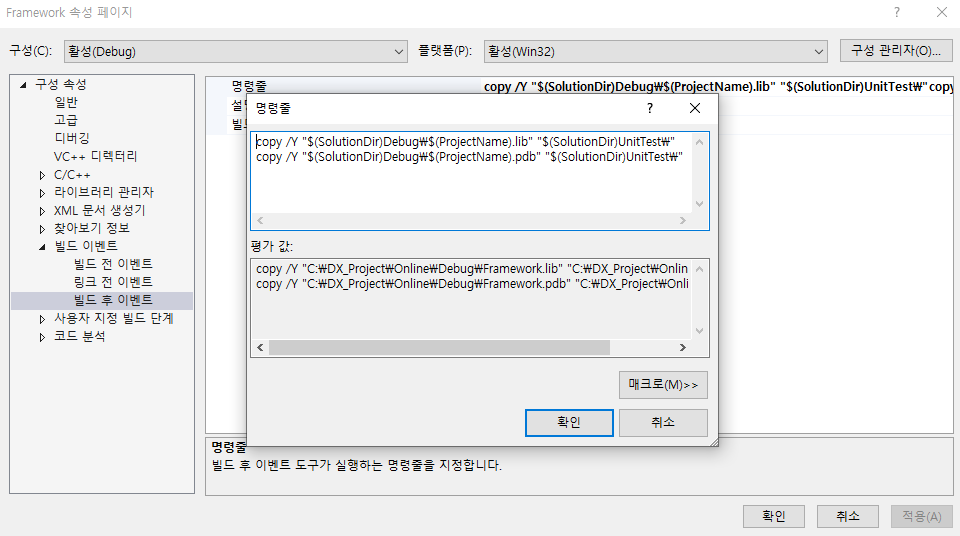 Framework 속성 페이지
?
구성(C):
활성(Debug)
플랫폼(P):
활성(Win32)
구성 관리자(O)...
구성 속성
일반
고급
디버깅
VC++ 디렉터리
C/C++
라이브러리 관리자
XML 문서 생성기
찾아보기 정보
빌드 이벤트
빌드 전 이벤트
링크 전 이벤트
빌드 후 이벤트
사용자 지정 빌드 단계
코드 분석
명령줄
copy /Y "$(SolutionDir)Debug₩$(ProjectName).lib" "$(SolutionDir)UnitTest₩"copy
명령줄
?
copy /Y "$(SolutionDir)Debug₩$(ProjectName).lib" "$(SolutionDir)UnitTest₩"
copy /Y "$(SolutionDir)Debug₩$(ProjectName).pdb" "$(SolutionDir)UnitTest₩"
평가 값:
copy /Y "C:₩DX_Project₩Online₩Debug₩Framework.lib" "C:₩DX_Project₩Onlin
copy /Y "C:₩DX_Project₩Online₩Debug₩Framework.pdb" "C:₩DX_Project₩Onli
매크로(M)>>
확인
취소
명령줄
빌드 후 이벤트 도구가 실행하는 명령줄을 지정합니다.
확인
취소
적용(A)